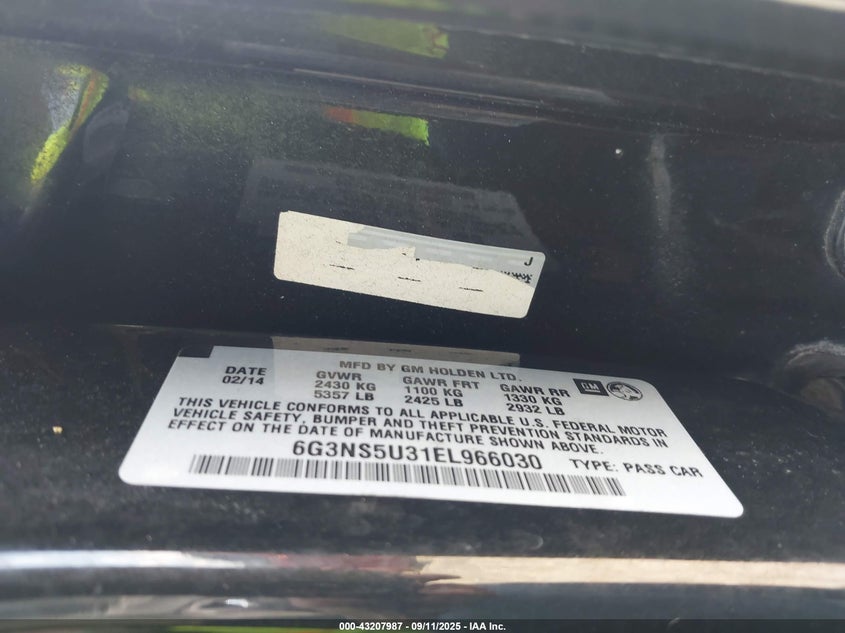 J
MFD BY GM HOLDEN LTD.
DATE GVWR GAWR FRT GAWR RR
02/14 2430 KG 1100 KG 1330 KG
5357 LB 2425 LB 2932 LB
GM
THIS VEHICLE CONFORMS TO ALL APPLICABLE U.S. FEDERAL MOTOR
VEHICLE SAFETY, BUMPER AND THEFT PREVENTION STANDARDS IN
EFFECT ON THE DATE OF MANUFACTURE SHOWN ABOVE.
6G3NS5U31EL966030 TYPE: PASS CAR
000-43207987 - 09/11/2025 - IAA Inc.